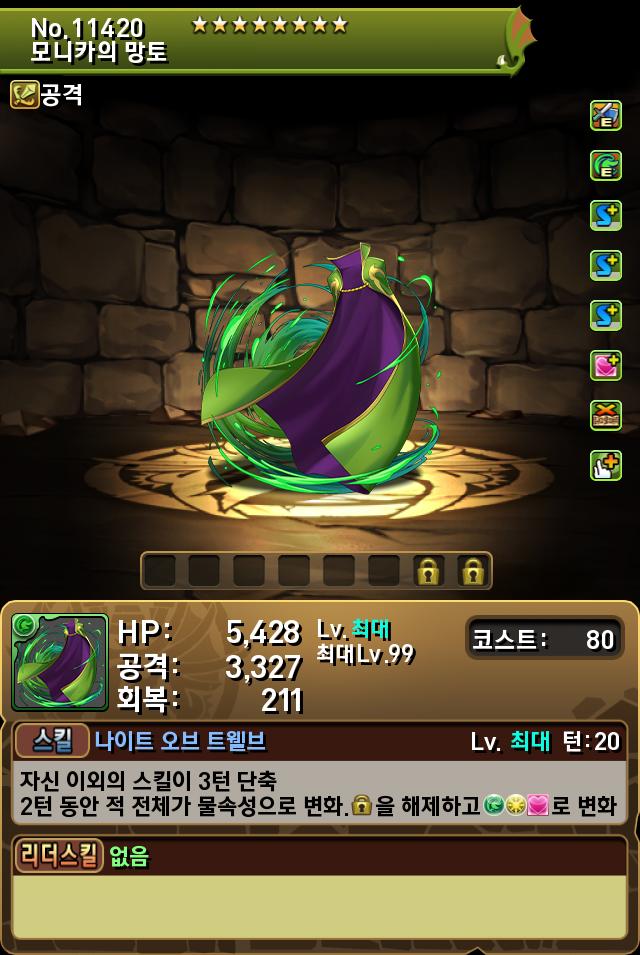 No.11420
모니카의 망토
공격
E
E
HP: 5,428
공격: 3,327
회복: 211
Lv.최대
최대Lv.99
코스트: 80
스킬 나이트 오브 트웰브 Lv. 최대 턴:20
자신 이외의 스킬이 3턴 단축
2턴 동안 적 전체가 물속성으로 변화.을 해제하고로 변화
리더스킬 없음